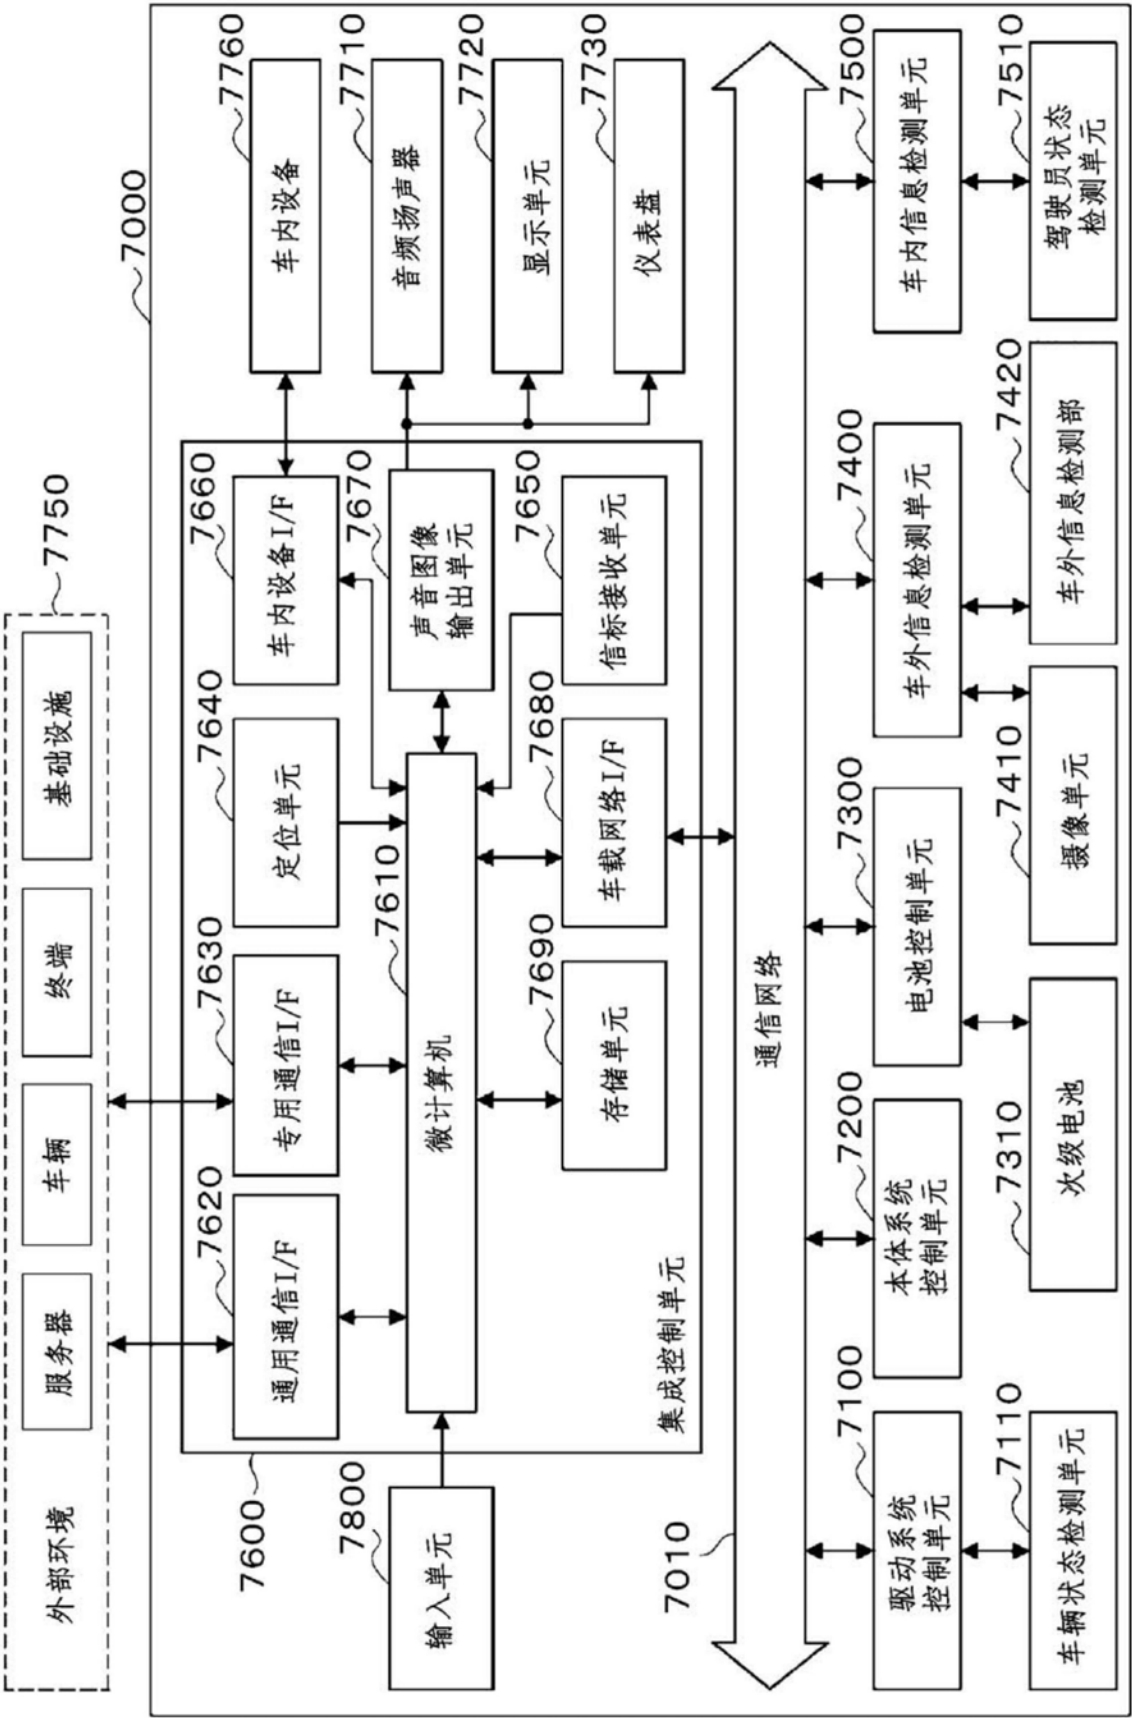 7750
外部环境
服务器
车辆
终端
基础设施
7000
7600
7620
7630
7640
7660
7760
通用通信I/F
专用通信I/F
定位单元
车内设备I/F
车内设备
7800
7610
7670
7710
输入单元
微计算机
声音图像
输出单元
音频扬声器
7720
显示单元
7690
7680
7650
7730
存储单元
车载网络I/F
信标接收单元
仪表盘
集成控制单元
7010
通信网络
7100
7200
7300
7400
7500
驱动系统
控制单元
本体系统
控制单元
电池控制单元
车外信息检测单元
车内信息检测单元
7110
7310
7410
7420
7510
车辆状态检测单元
次级电池
摄像单元
车外信息检测部
驾驶员状态
检测单元